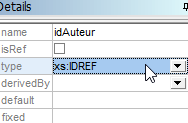 Details
name idAuteur
isRef
type xs:IDREF
derivedBy
default
fixed